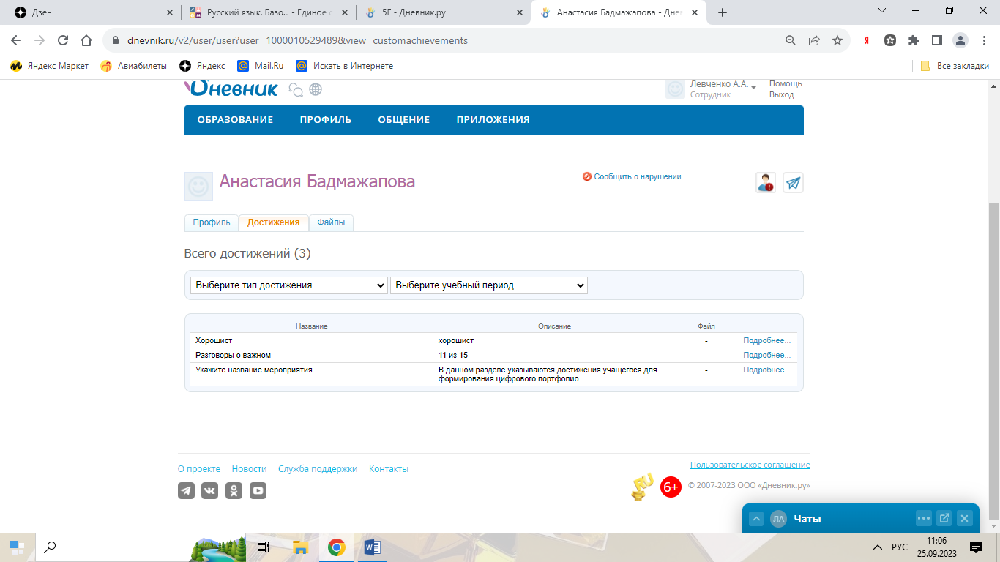 Дзен
Русский язык. Базо... - Единое с
5Г - Дневник.ру
Анастасия Бадмажапова - Дне
dnevnik.ru/v2/user/user?user=1000010529489&view=customachievements
Я
Яндекс Маркет
Авиабилеты
Яндекс
Mail.Ru
Искать в Интернете
Все закладки
Дневник
Левченко А.А.
Сотрудник
Помощь
Выход
ОБРАЗОВАНИЕ
ПРОФИЛЬ
ОБЩЕНИЕ
ПРИЛОЖЕНИЯ
Анастасия Бадмажапова
Сообщить о нарушении
Профиль
Достижения
Файлы
Всего достижений (3)
Выберите тип достижения
Выберите учебный период
Название Описание Файл
Хорошист хорошист - Подробнее...
Разговоры о важном 11 из 15 - Подробнее...
Укажите название мероприятия В данном разделе указываются достижения учащегося для - Подробнее...
формирования цифрового портфолио
О проекте
Новости
Служба поддержки
Контакты
Пользовательское соглашение
RU
6+
© 2007-2023 ООО «Дневник.ру»
ЛА
Чаты
W
РУС
11:06
25.09.2023